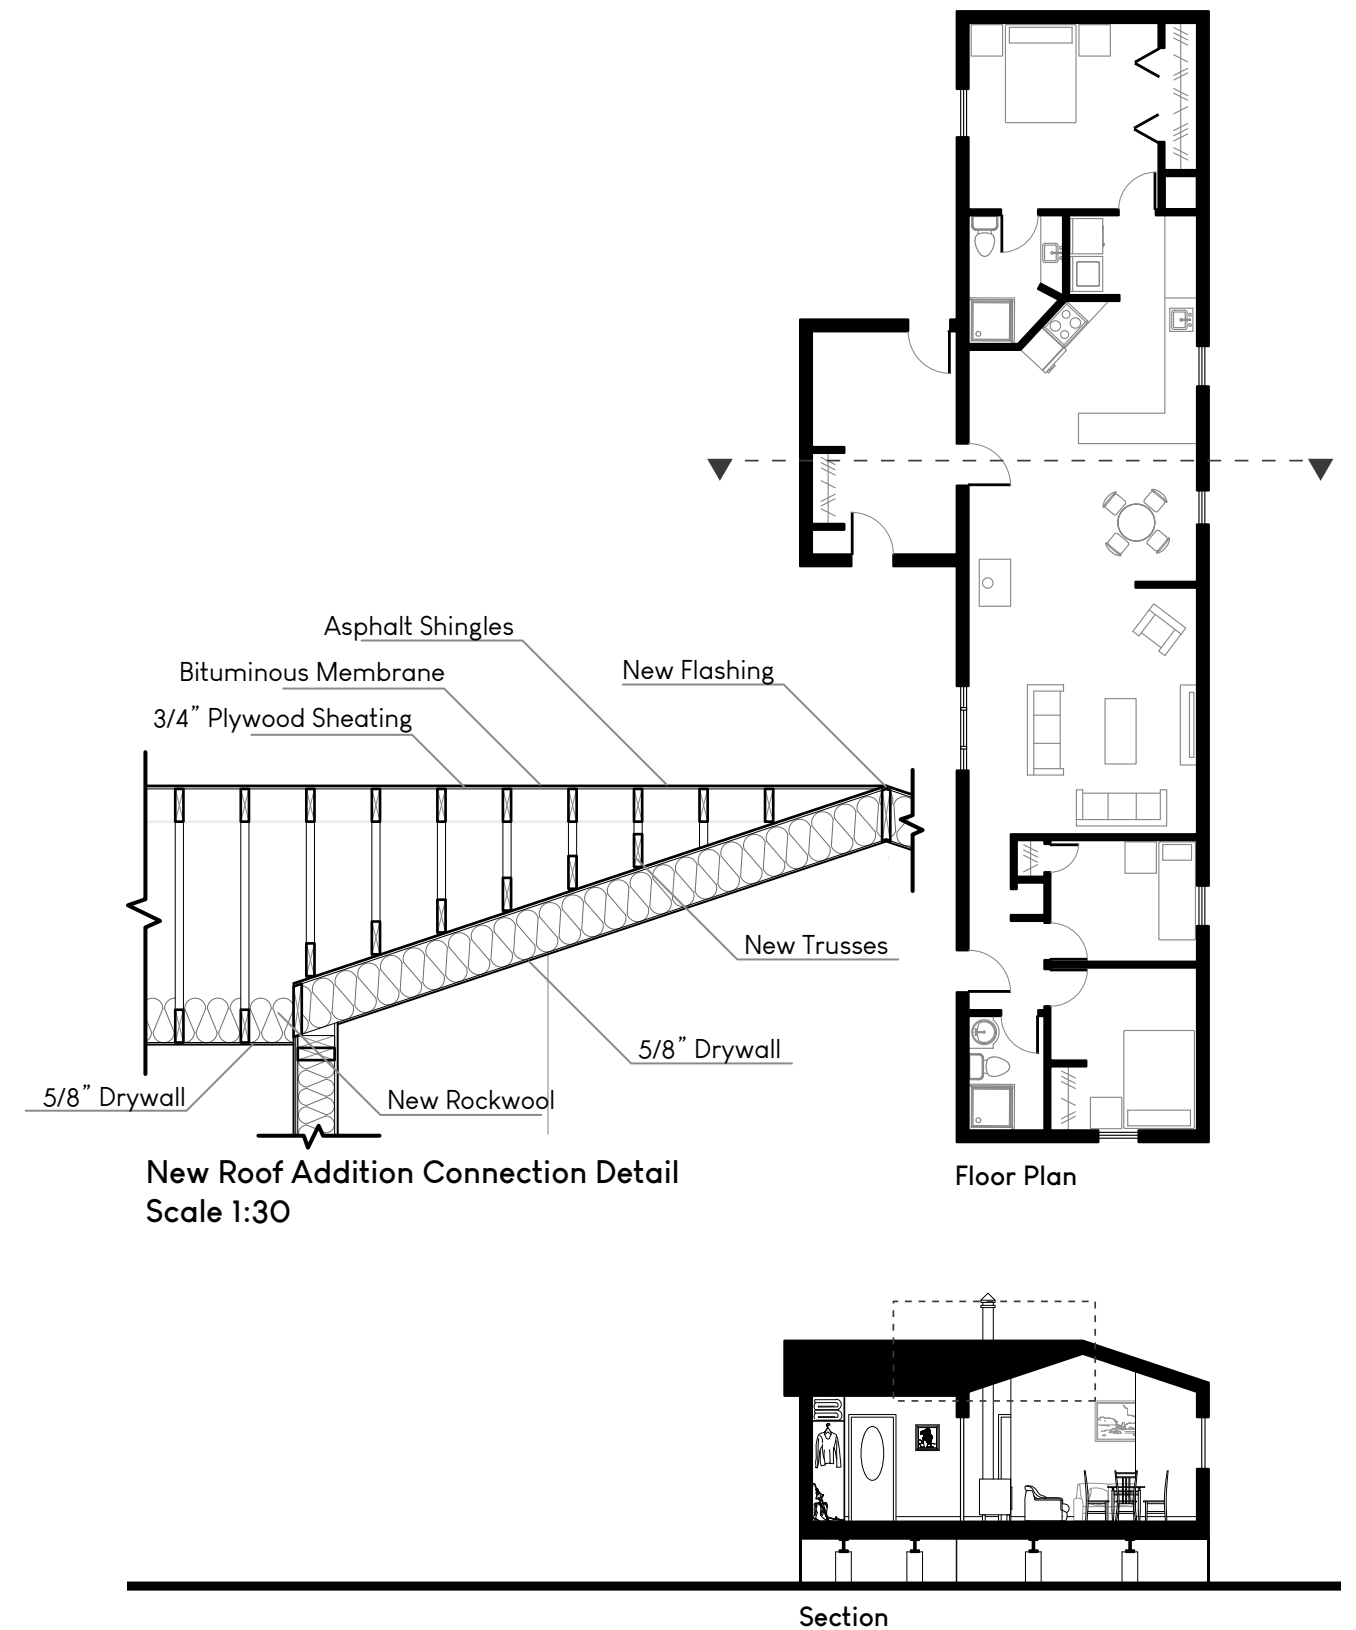 Asphalt Shingles
Bituminous Membrane
New Flashing
3/4” Plywood Sheating
New Trusses
5/8” Drywall
5/8” Drywall
New Rockwool
New Roof Addition Connection Detail
Scale 1:30
Floor Plan
Section